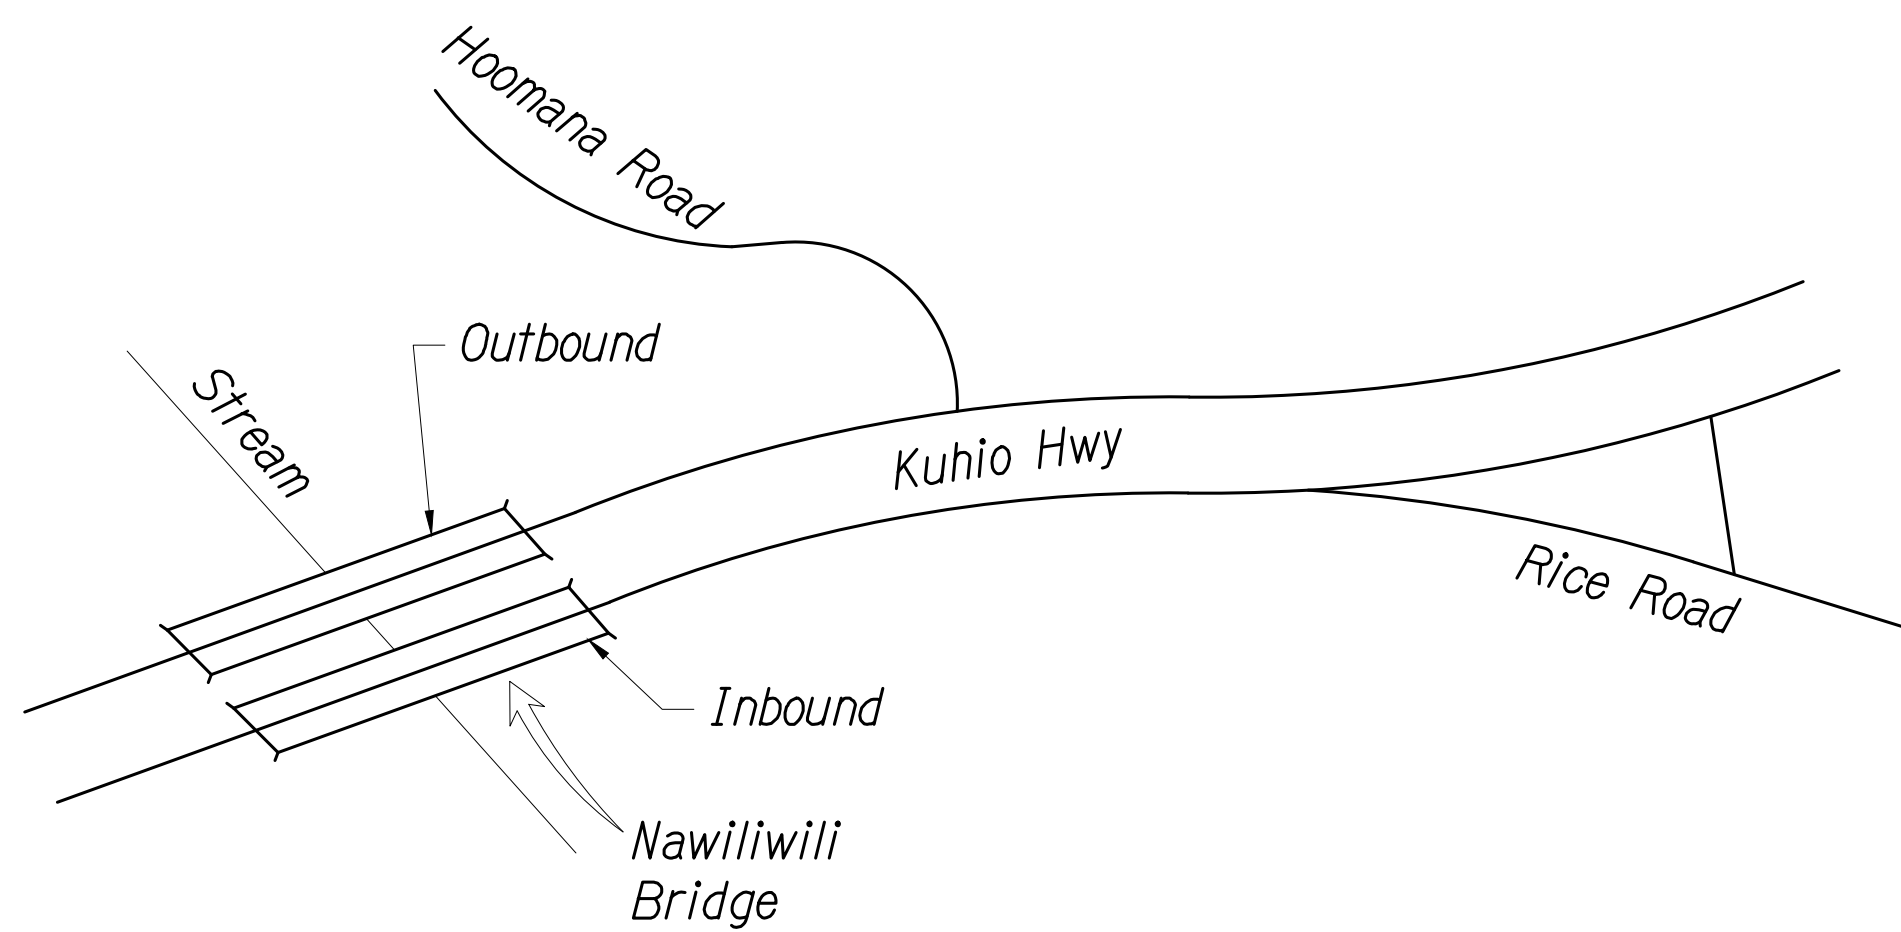 Hoomana Road
Outbound
Stream
Kuhio Hwy
Rice Road
Inbound
Nawiliwili
Bridge